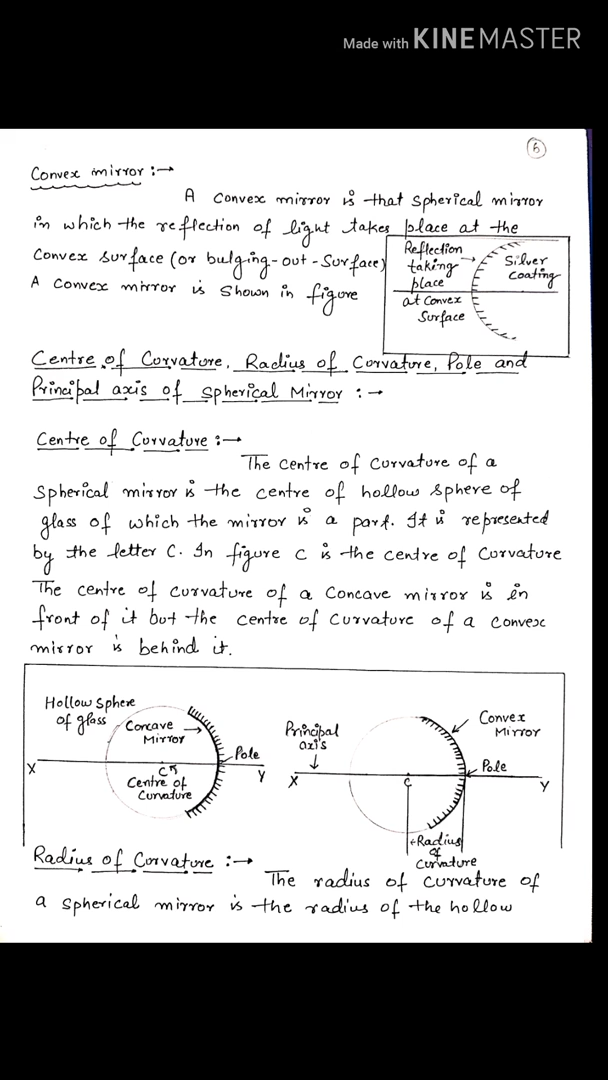 Made with KINEMASTER
6
Convex mirror :→
A convex mirror is that spherical mirror
in which the reflection of light takes place at the
convex surface (or bulging-out-surface)
A convex mirror is shown in figure
Reflection
taking
place
at Convex
Surface
Silver
coating
Centre of Corvature, Radius of Corvature, Pole and
Principal axis of Spherical Mirror :→
Centre of Corvature :→
The centre of curvature of a
spherical mirror is the centre of hollow sphere of
glass of which the mirror is a part. It is represented
by the letter C. In figure C is the centre of Curvature
The centre of curvature of a Concave mirror is in
front of it but the centre of curvature of a convex
mirror is behind it.
Hollow sphere
of glass
Concave
Mirror
Pole
X
C
Y
Centre of
Curvature
Principal
axis
Convex
Mirror
Pole
X
C
Y
Radius
of
Curvature
Radius of Corvature :→
The radius of curvature of
a spherical mirror is the radius of the hollow